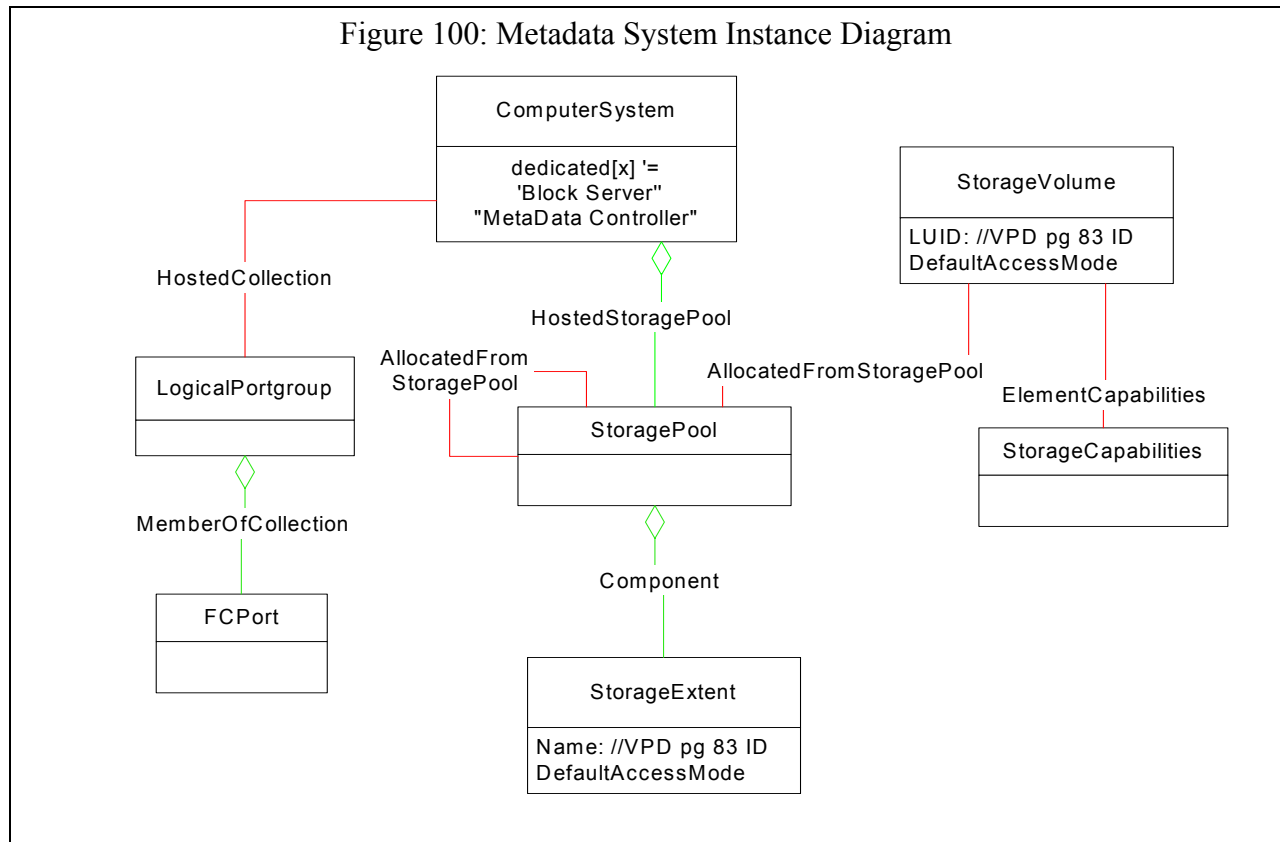 Figure 100: Metadata System Instance Diagram
ComputerSystem
dedicated[x] '=
'Block Server"
"MetaData Controller"
StorageVolume
LUID: //VPD pg 83 ID
DefaultAccessMode
HostedCollection
HostedStoragePool
AllocatedFrom
StoragePool
AllocatedFromStoragePool
LogicalPortgroup
ElementCapabilities
StoragePool
StorageCapabilities
MemberOfCollection
Component
FCPort
StorageExtent
Name: //VPD pg 83 ID
DefaultAccessMode